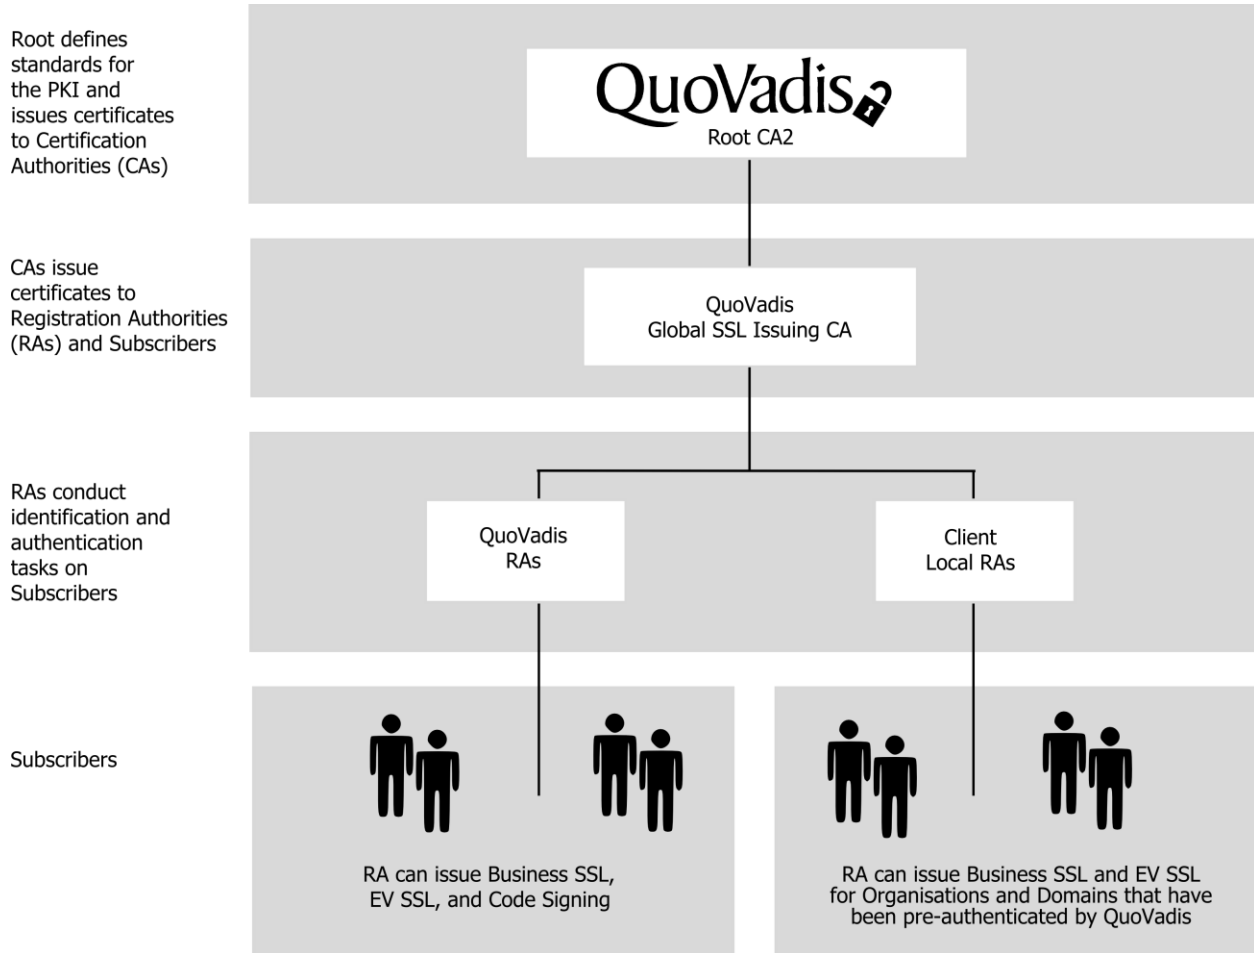 Root defines
standards for
the PKI and
issues certificates
to Certification
Authorities (CAs)
QuoVadis
Root CA2
CAs issue
certificates to
Registration Authorities
(RAs) and Subscribers
QuoVadis
Global SSL Issuing CA
RAs conduct
identification and
authentication
tasks on
Subscribers
QuoVadis
RAs
Client
Local RAs
Subscribers
RA can issue Business SSL,
EV SSL, and Code Signing
RA can issue Business SSL and EV SSL
for Organisations and Domains that have
been pre-authenticated by QuoVadis